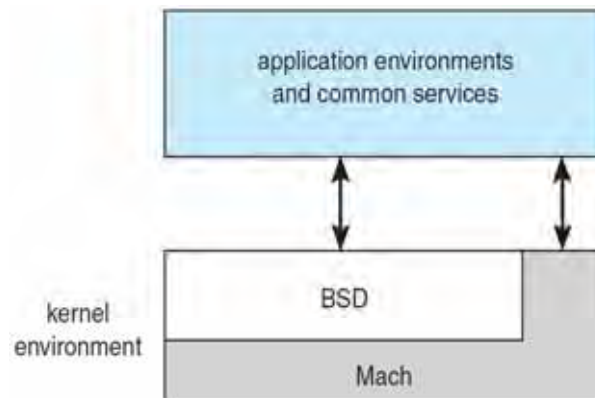 application environments
and common services
BSD
kernel
environment
Mach